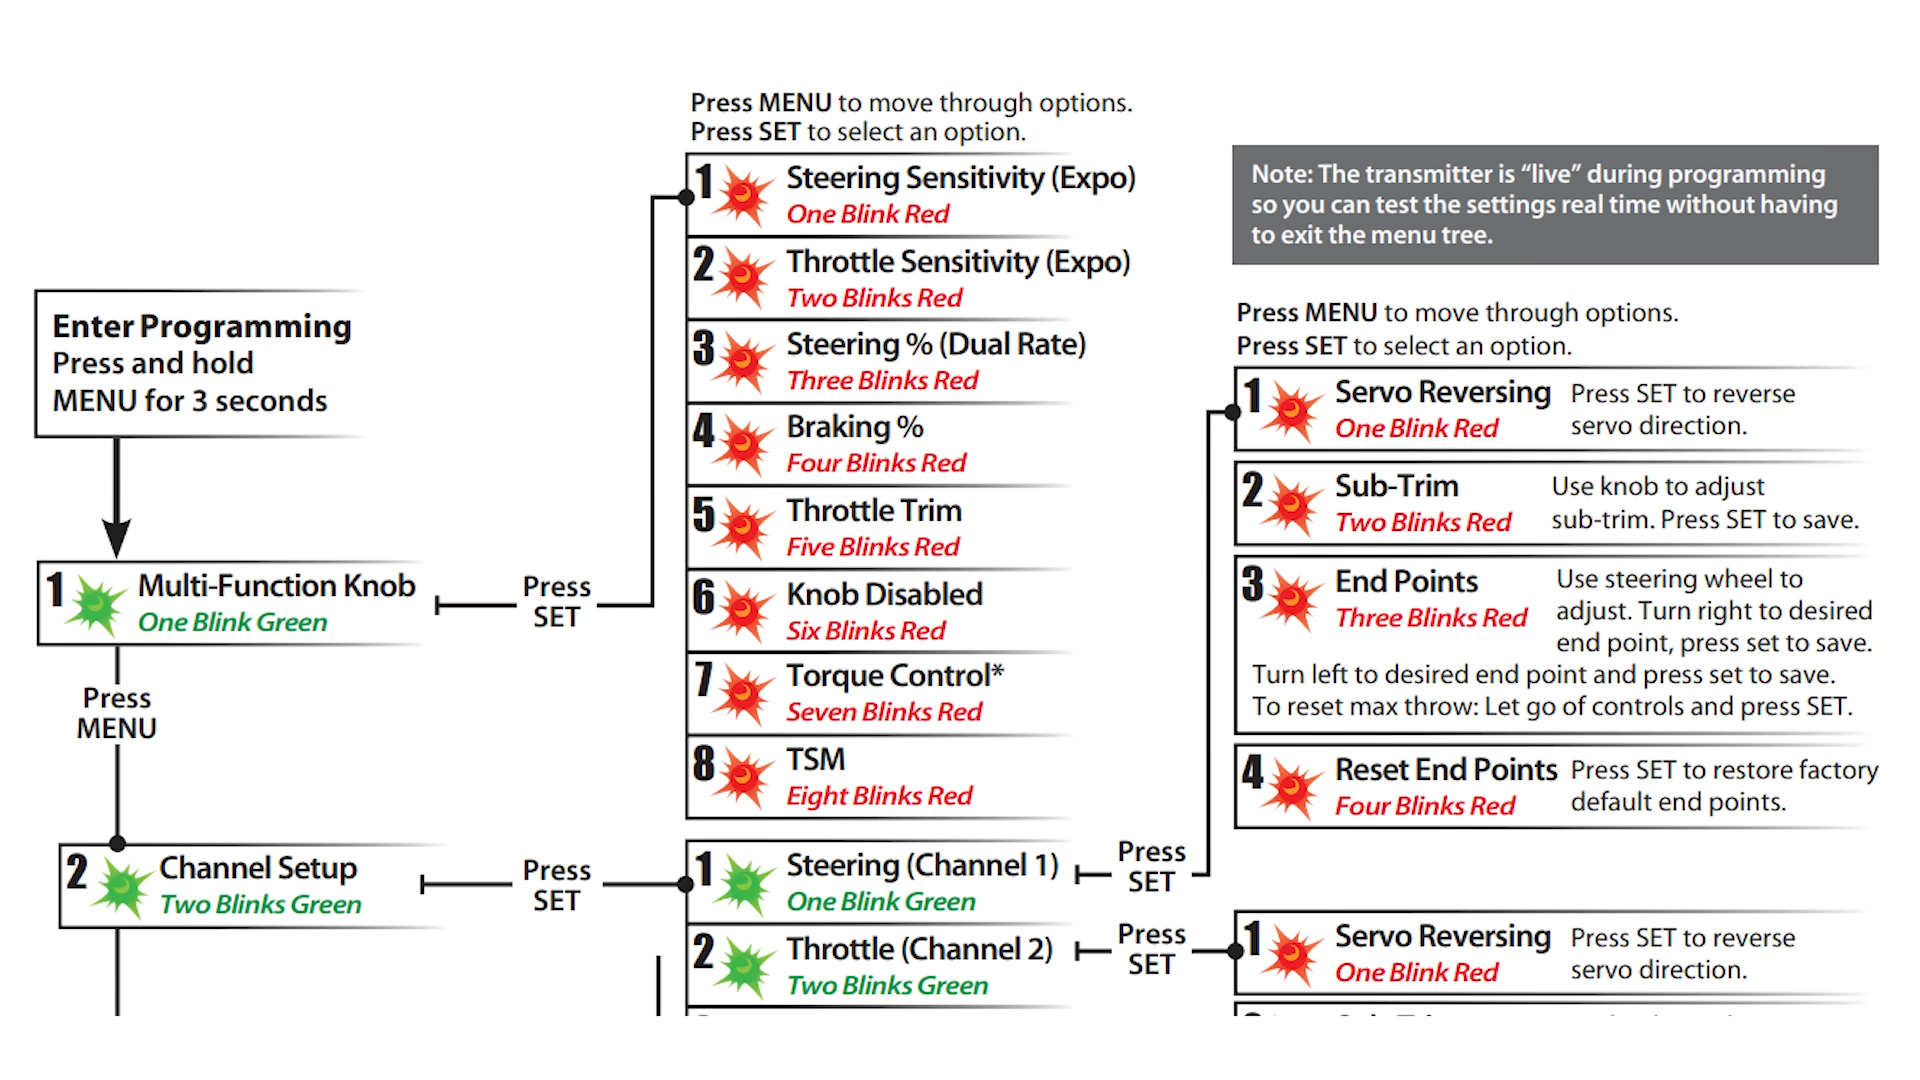 Enter Programming
Press and hold
MENU for 3 seconds
1 Multi-Function Knob
One Blink Green
Press
SET
Press MENU to move through options.
Press SET to select an option.
1 Steering Sensitivity (Expo)
One Blink Red
2 Throttle Sensitivity (Expo)
Two Blinks Red
3 Steering % (Dual Rate)
Three Blinks Red
4 Braking %
Four Blinks Red
5 Throttle Trim
Five Blinks Red
6 Knob Disabled
Six Blinks Red
7 Torque Control*
Seven Blinks Red
8 TSM
Eight Blinks Red
Press
MENU
2 Channel Setup
Two Blinks Green
Press
SET
1 Steering (Channel 1)
One Blink Green
2 Throttle (Channel 2)
Two Blinks Green
Press
SET
Press
SET
Note: The transmitter is “live” during programming
so you can test the settings real time without having
to exit the menu tree.
Press MENU to move through options.
Press SET to select an option.
1 Servo Reversing Press SET to reverse
One Blink Red servo direction.
2 Sub-Trim Use knob to adjust
Two Blinks Red sub-trim. Press SET to save.
3 End Points Use steering wheel to
Three Blinks Red adjust. Turn right to desired
end point, press set to save.
Turn left to desired end point and press set to save.
To reset max throw: Let go of controls and press SET.
4 Reset End Points Press SET to restore factory
Four Blinks Red default end points.
1 Servo Reversing Press SET to reverse
One Blink Red servo direction.